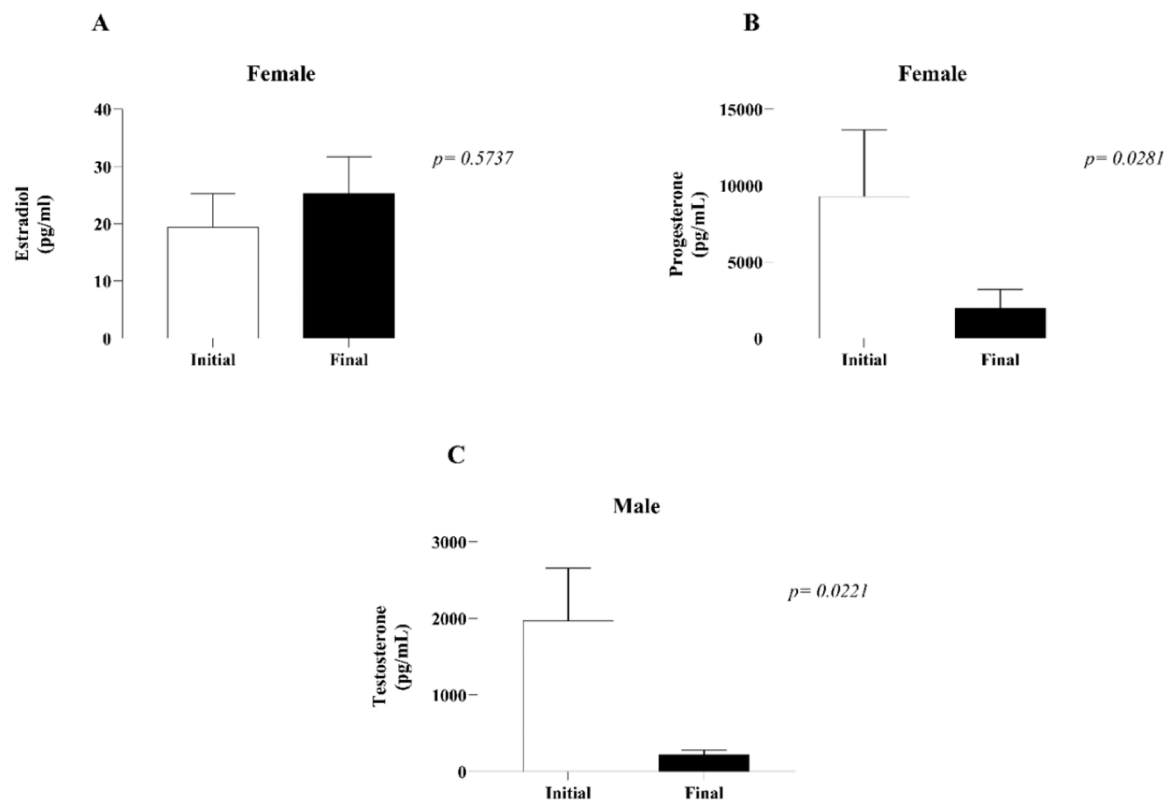 A
Female
40
30
20
10
0
Estradiol
(pg/ml)
p= 0.5737
Initial
Final
B
Female
15000
10000
5000
0
Progesterone
(pg/mL)
p= 0.0281
Initial
Final
C
Male
3000
2000
1000
0
Testosterone
(pg/mL)
p= 0.0221
Initial
Final